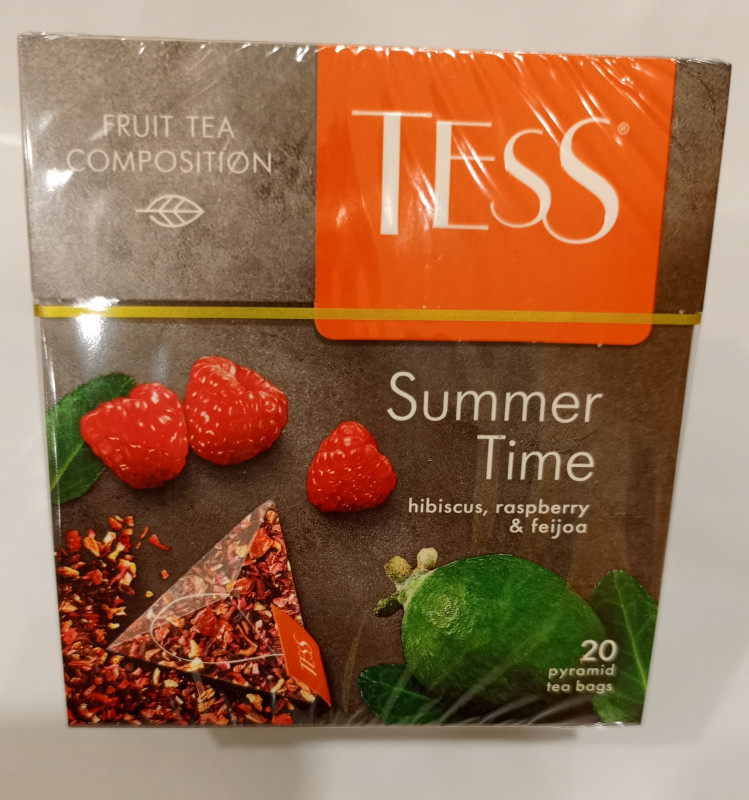 FRUIT TEA
COMPOSITION
TESS®
Summer
Time
hibiscus, raspberry
& feijoa
TESS
20
pyramid
tea bags